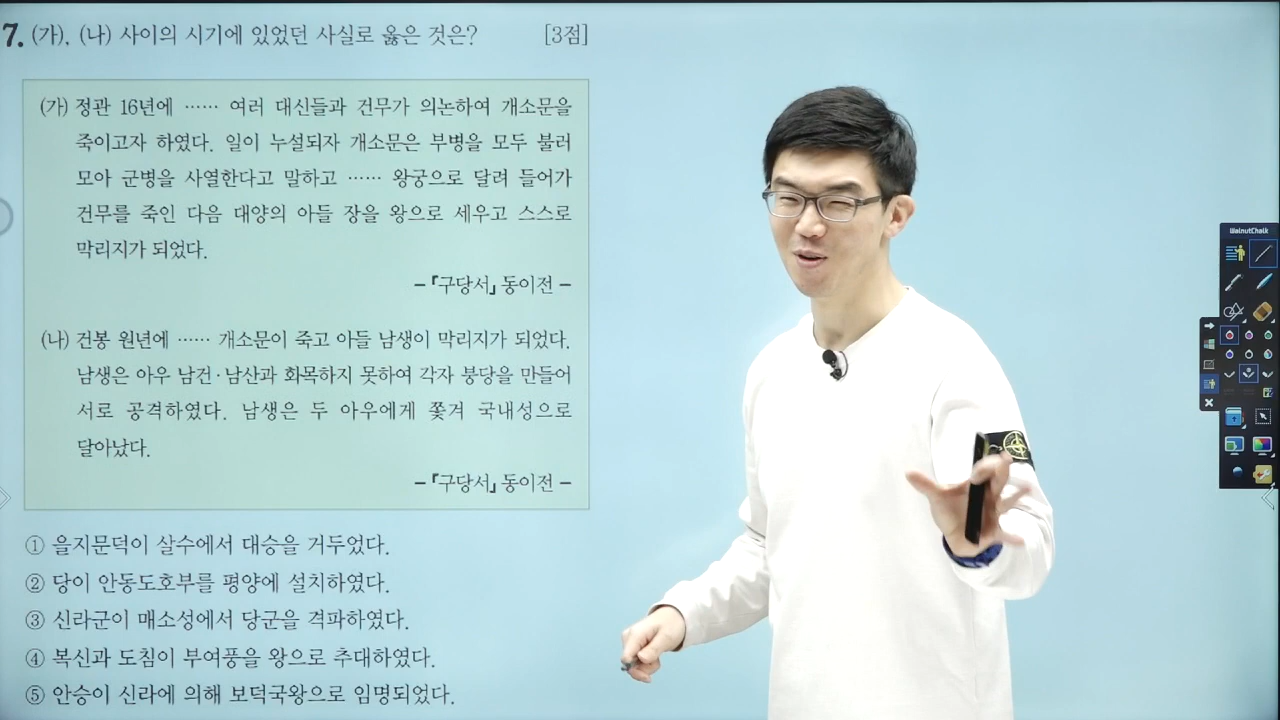 7. (가), (나) 사이의 시기에 있었던 사실로 옳은 것은? [3점]
(가) 정관 16년에 …… 여러 대신들과 건무가 의논하여 개소문을
죽이고자 하였다. 일이 누설되자 개소문은 부병을 모두 불러
모아 군병을 사열한다고 말하고 …… 왕궁으로 달려 들어가
건무를 죽인 다음 대양의 아들 장을 왕으로 세우고 스스로
막리지가 되었다.
-『구당서』동이전-
(나) 건봉 원년에 …… 개소문이 죽고 아들 남생이 막리지가 되었다.
남생은 아우 남건·남산과 화목하지 못하여 각자 붕당을 만들어
서로 공격하였다. 남생은 두 아우에게 쫓겨 국내성으로
달아났다.
-『구당서』동이전-
① 을지문덕이 살수에서 대승을 거두었다.
② 당이 안동도호부를 평양에 설치하였다.
③ 신라군이 매소성에서 당군을 격파하였다.
④ 복신과 도침이 부여풍을 왕으로 추대하였다.
⑤ 안승이 신라에 의해 보덕국왕으로 임명되었다.
WalnutChalk